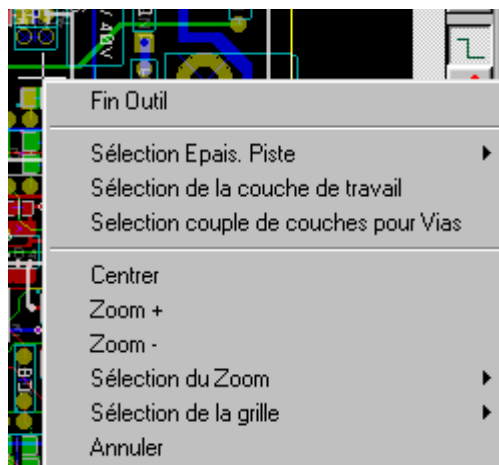 40V
Fin Outil
Sélection Epais. Piste
Sélection de la couche de travail
Selection couple de couches pour Vias
Centrer
Zoom +
Zoom -
Sélection du Zoom
Sélection de la grille
Annuler